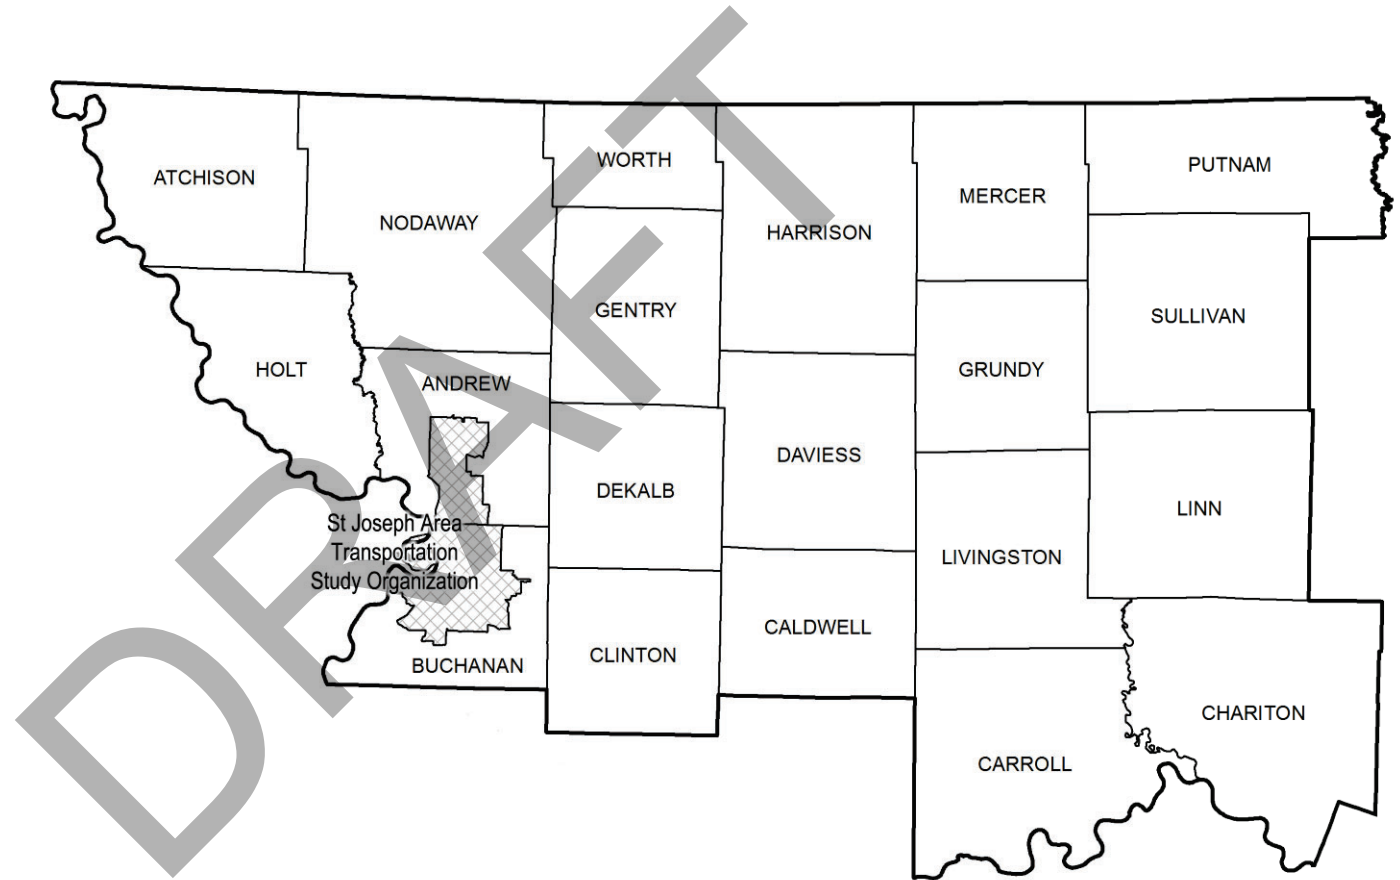 WORTH
PUTNAM
ATCHISON
MERCER
NODAWAY
HARRISON
GENTRY
SULLIVAN
HOLT
GRUNDY
ANDREW
DAVIESS
DEKALB
LINN
St Joseph Area
Transportation
Study Organization
LIVINGSTON
CALDWELL
CLINTON
BUCHANAN
CHARITON
CARROLL
DRAFT